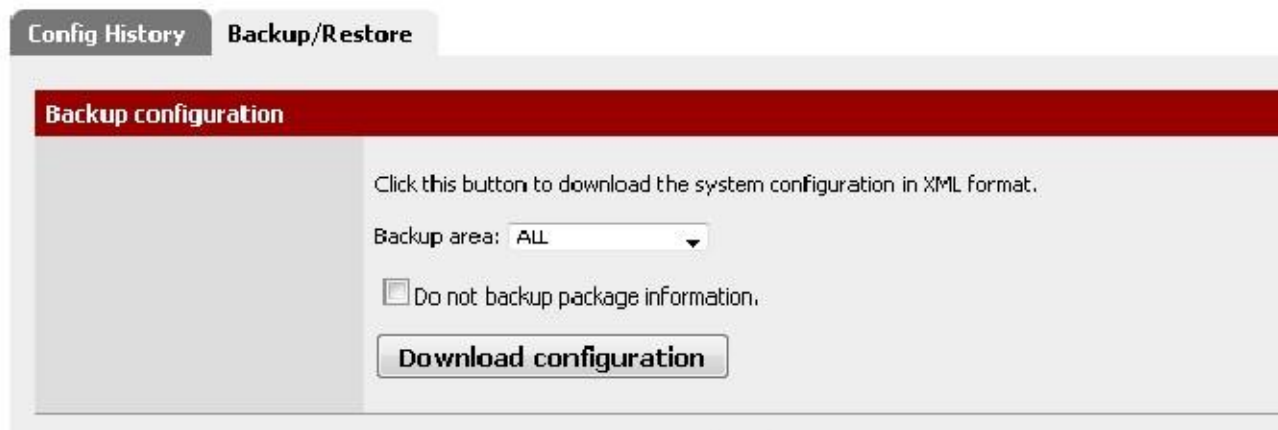 Config History Backup/Restore
Backup configuration
Click this button to download the system configuration in XML format.
Backup area: ALL
Do not backup package information.
Download configuration